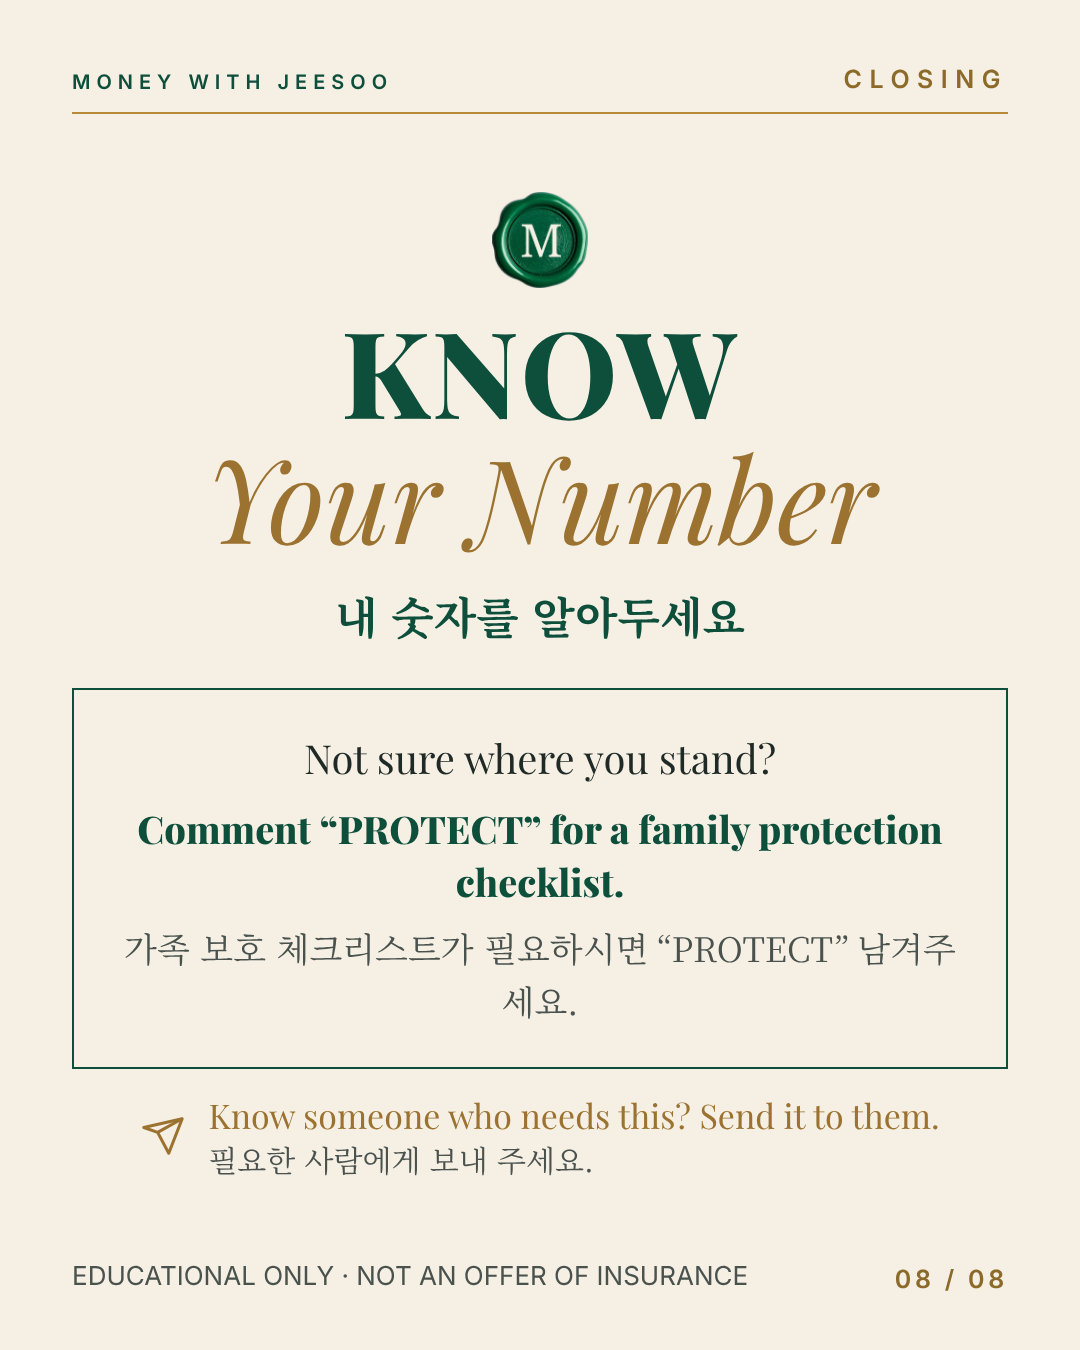 MONEY WITH JEESOO
CLOSING
M
KNOW
Your Number
내 숫자를 알아두세요
Not sure where you stand?
Comment “PROTECT” for a family protection
checklist.
가족 보호 체크리스트가 필요하시면 “PROTECT” 남겨주
세요.
Know someone who needs this? Send it to them.
필요한 사람에게 보내 주세요.
EDUCATIONAL ONLY · NOT AN OFFER OF INSURANCE
08 / 08